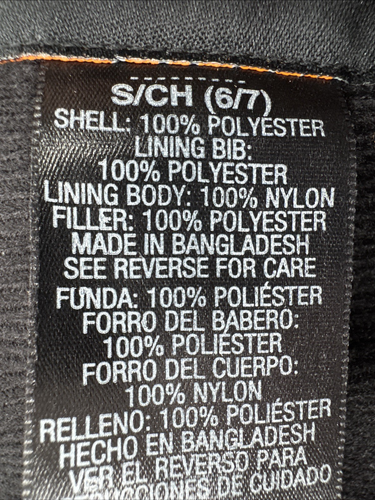 S/CH (6/7)
SHELL: 100% POLYESTER
LINING BIB:
100% POLYESTER
LINING BODY: 100% NYLON
FILLER: 100% POLYESTER
MADE IN BANGLADESH
SEE REVERSE FOR CARE
FUNDA: 100% POLIÉSTER
FORRO DEL BABERO:
100% POLIÉSTER
FORRO DEL CUERPO:
100% NYLON
RELLENO: 100% POLIÉSTER
HECHO EN BANGLADESH
VER EL REVERSO PARA
DE CUIDADO